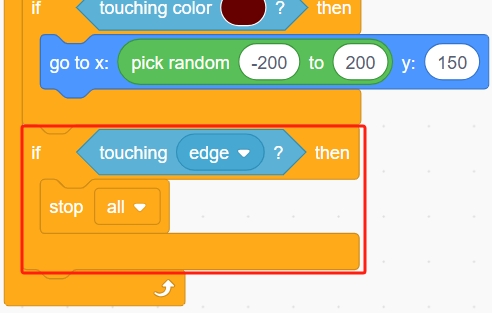 if touching color ? then
go to x: pick random -200 to 200 y: 150
if touching edge ? then
stop all